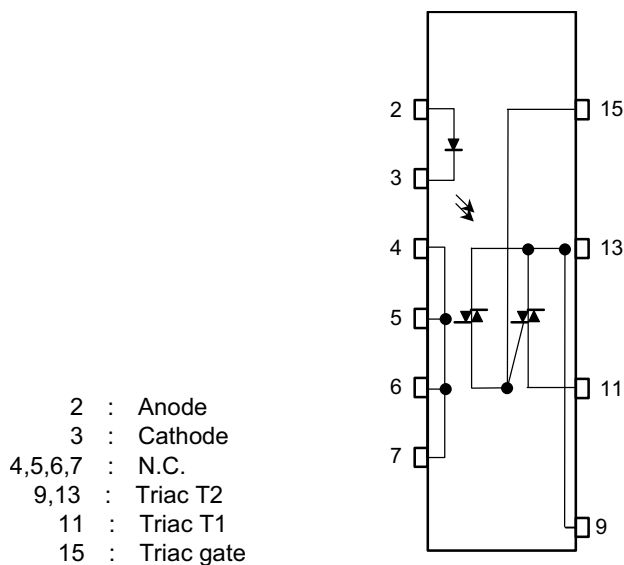 2
3
4
5
6
7
15
13
11
9
2 : Anode
3 : Cathode
4,5,6,7 : N.C.
9,13 : Triac T2
11 : Triac T1
15 : Triac gate